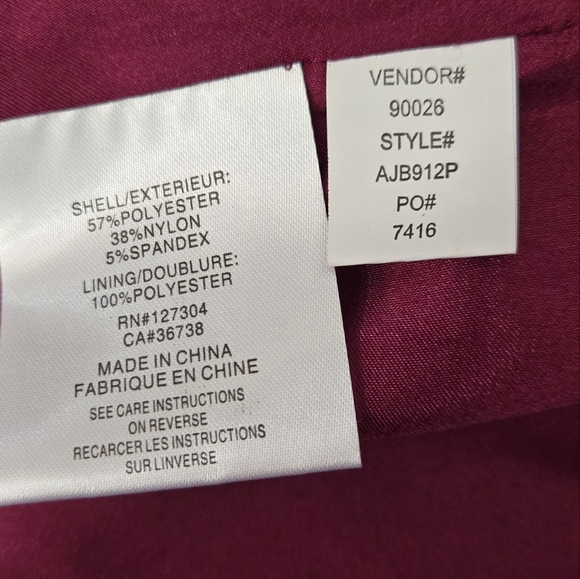 SHELL/EXTERIEUR:
57%POLYESTER
38%NYLON
5%SPANDEX
LINING/DOUBLURE:
100%POLYESTER
RN#127304
CA#36738
MADE IN CHINA
FABRIQUE EN CHINE
SEE CARE INSTRUCTIONS
ON REVERSE
RECARCER LES INSTRUCTIONS
SUR LINVERSE
VENDOR#
90026
STYLE#
AJB912P
PO#
7416